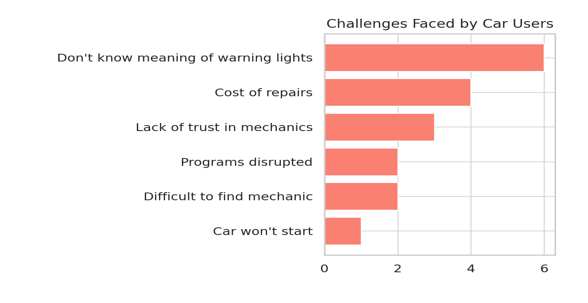 Challenges Faced by Car Users
Don't know meaning of warning lights
Cost of repairs
Lack of trust in mechanics
Programs disrupted
Difficult to find mechanic
Car won't start
0 2 4 6